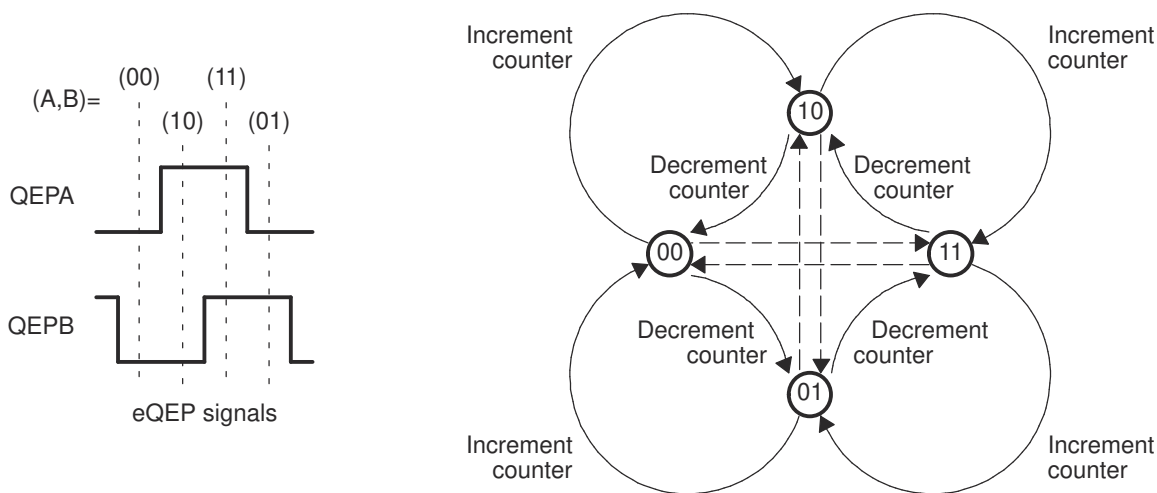 (A,B)=
(00)
(11)
(10)
(01)
QEPA
QEPB
eQEP signals
Increment
counter
Increment
counter
10
Decrement
counter
Decrement
counter
00
11
Decrement
counter
Decrement
counter
01
Increment
counter
Increment
counter